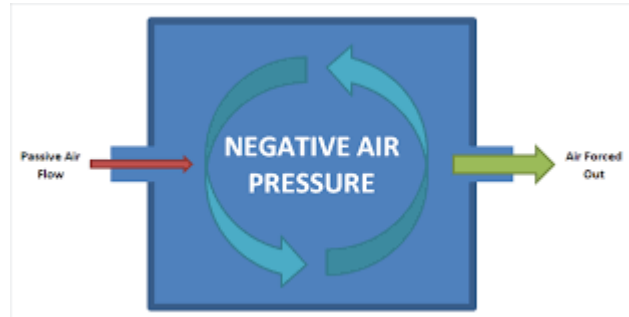 Passive Air
Flow
NEGATIVE AIR
PRESSURE
Air Forced
Out